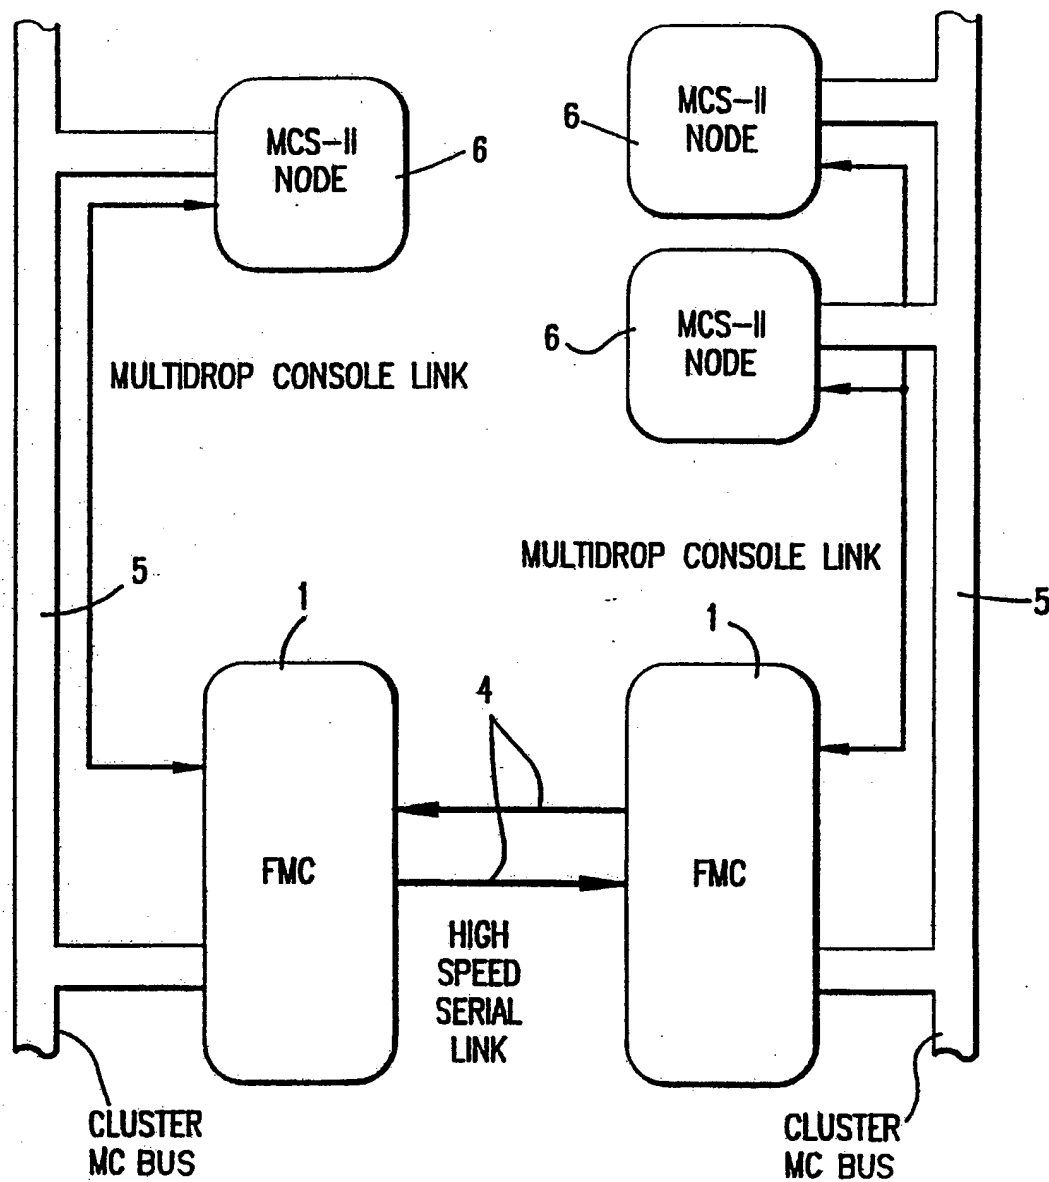 MCS-II
NODE
6
MCS-II
NODE
6
MCS-II
NODE
6
MULTIDROP CONSOLE LINK
MULTIDROP CONSOLE LINK
5
5
1
1
4
FMC
FMC
HIGH
SPEED
SERIAL
LINK
CLUSTER
MC BUS
CLUSTER
MC BUS